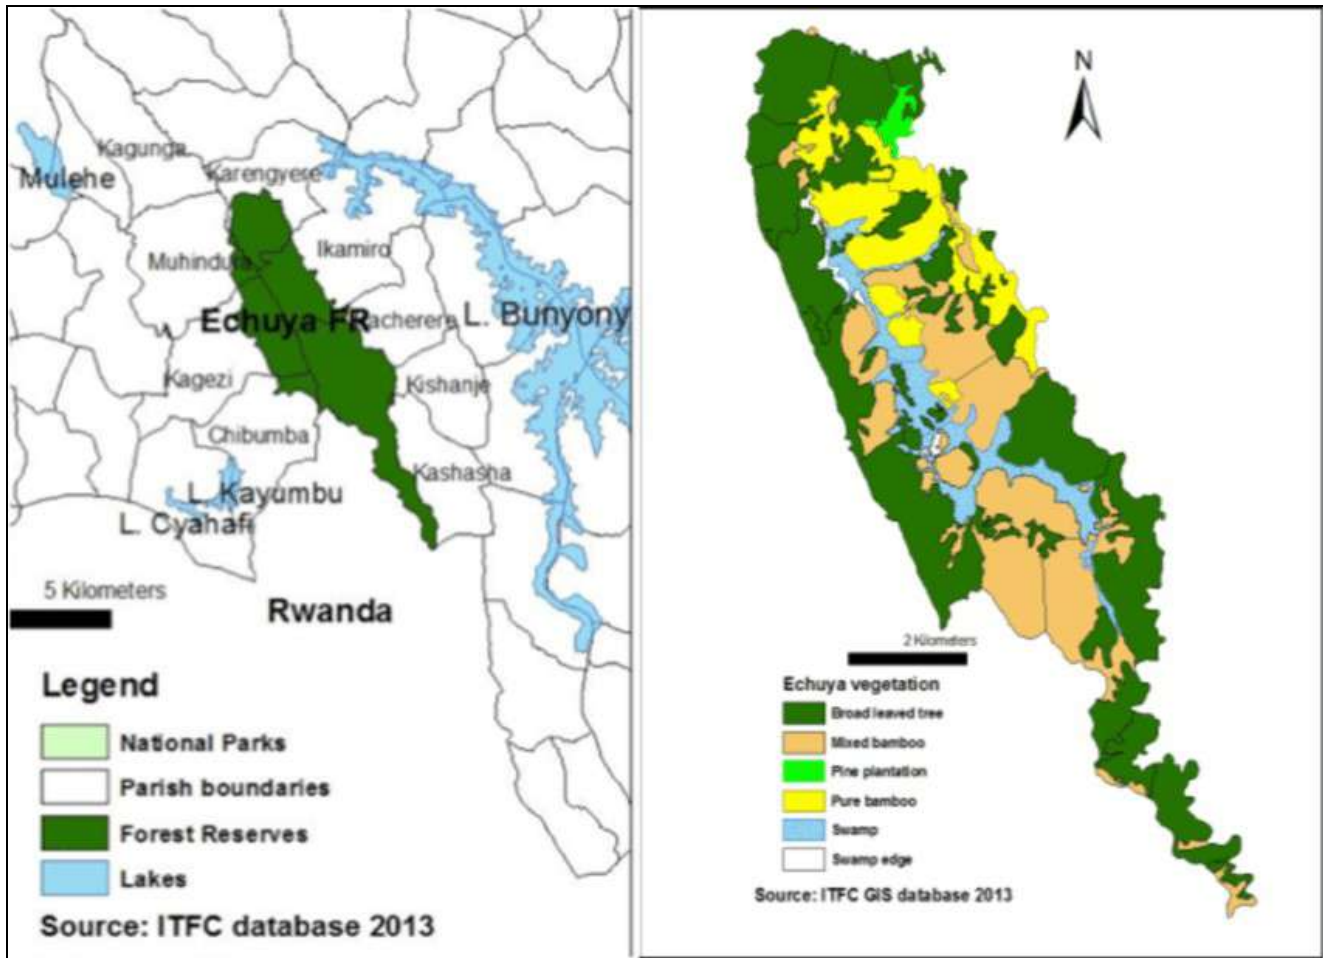 Kagunga
Mulehe
Karengyere
Ikamiro
Muhindura
Echuya FR
acherere
L. Bunyony
Kagezi
Kishanje
Chibumba
Kashasha
L. Kayumbu
L. Cyahafi
5 Kilometers
Rwanda
Legend
National Parks
Parish boundaries
Forest Reserves
Lakes
Source: ITFC database 2013
N
2 Kilometers
Echuya vegetation
Broad leaved tree
Mixed bamboo
Pine plantation
Pure bamboo
Swamp
Swamp edge
Source: ITFC GIS database 2013